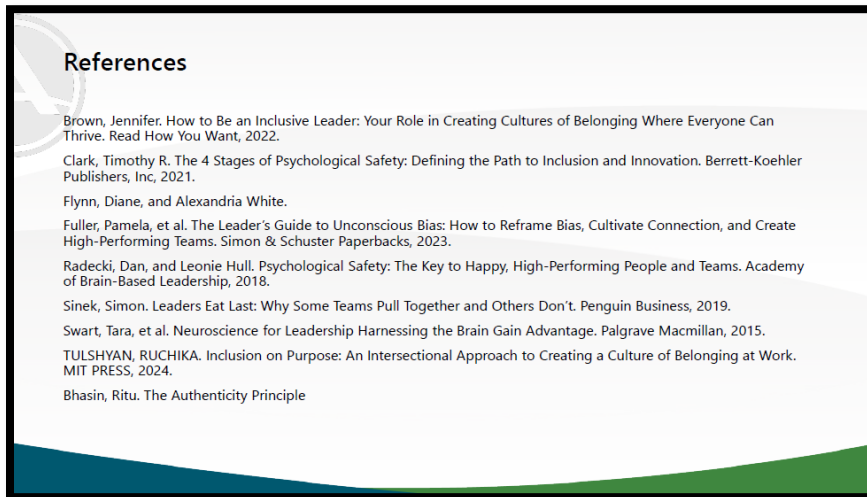 References
Brown, Jennifer. How to Be an Inclusive Leader: Your Role in Creating Cultures of Belonging Where Everyone Can
Thrive. Read How You Want, 2022.
Clark, Timothy R. The 4 Stages of Psychological Safety: Defining the Path to Inclusion and Innovation. Berrett-Koehler
Publishers, Inc, 2021.
Flynn, Diane, and Alexandria White.
Fuller, Pamela, et al. The Leader’s Guide to Unconscious Bias: How to Reframe Bias, Cultivate Connection, and Create
High-Performing Teams. Simon & Schuster Paperbacks, 2023.
Radecki, Dan, and Leonie Hull. Psychological Safety: The Key to Happy, High-Performing People and Teams. Academy
of Brain-Based Leadership, 2018.
Sinek, Simon. Leaders Eat Last: Why Some Teams Pull Together and Others Don’t. Penguin Business, 2019.
Swart, Tara, et al. Neuroscience for Leadership Harnessing the Brain Gain Advantage. Palgrave Macmillan, 2015.
TULSHYAN, RUCHIKA. Inclusion on Purpose: An Intersectional Approach to Creating a Culture of Belonging at Work.
MIT PRESS, 2024.
Bhasin, Ritu. The Authenticity Principle